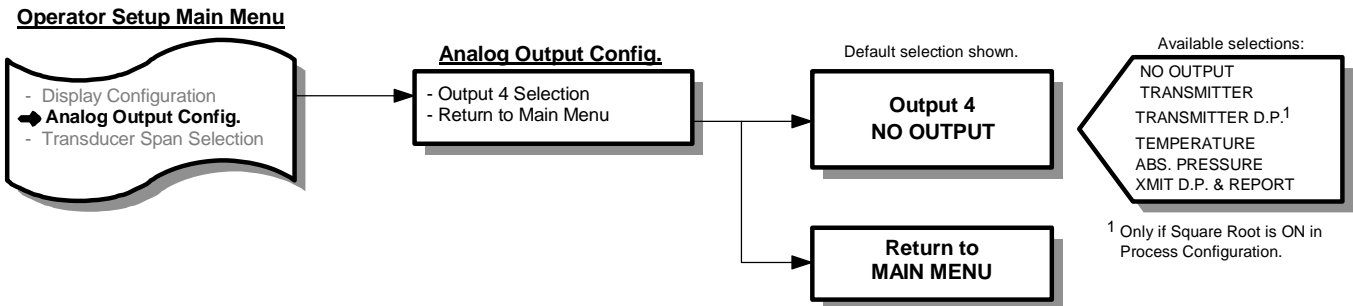 Operator Setup Main Menu
- Display Configuration
Analog Output Config.
- Transducer Span Selection
Analog Output Config.
- Output 4 Selection
- Return to Main Menu
Default selection shown.
Output 4
NO OUTPUT
Return to
MAIN MENU
Available selections:
NO OUTPUT
TRANSMITTER
TRANSMITTER D.P.1
TEMPERATURE
ABS. PRESSURE
XMIT D.P. & REPORT
1 Only if Square Root is ON in
Process Configuration.